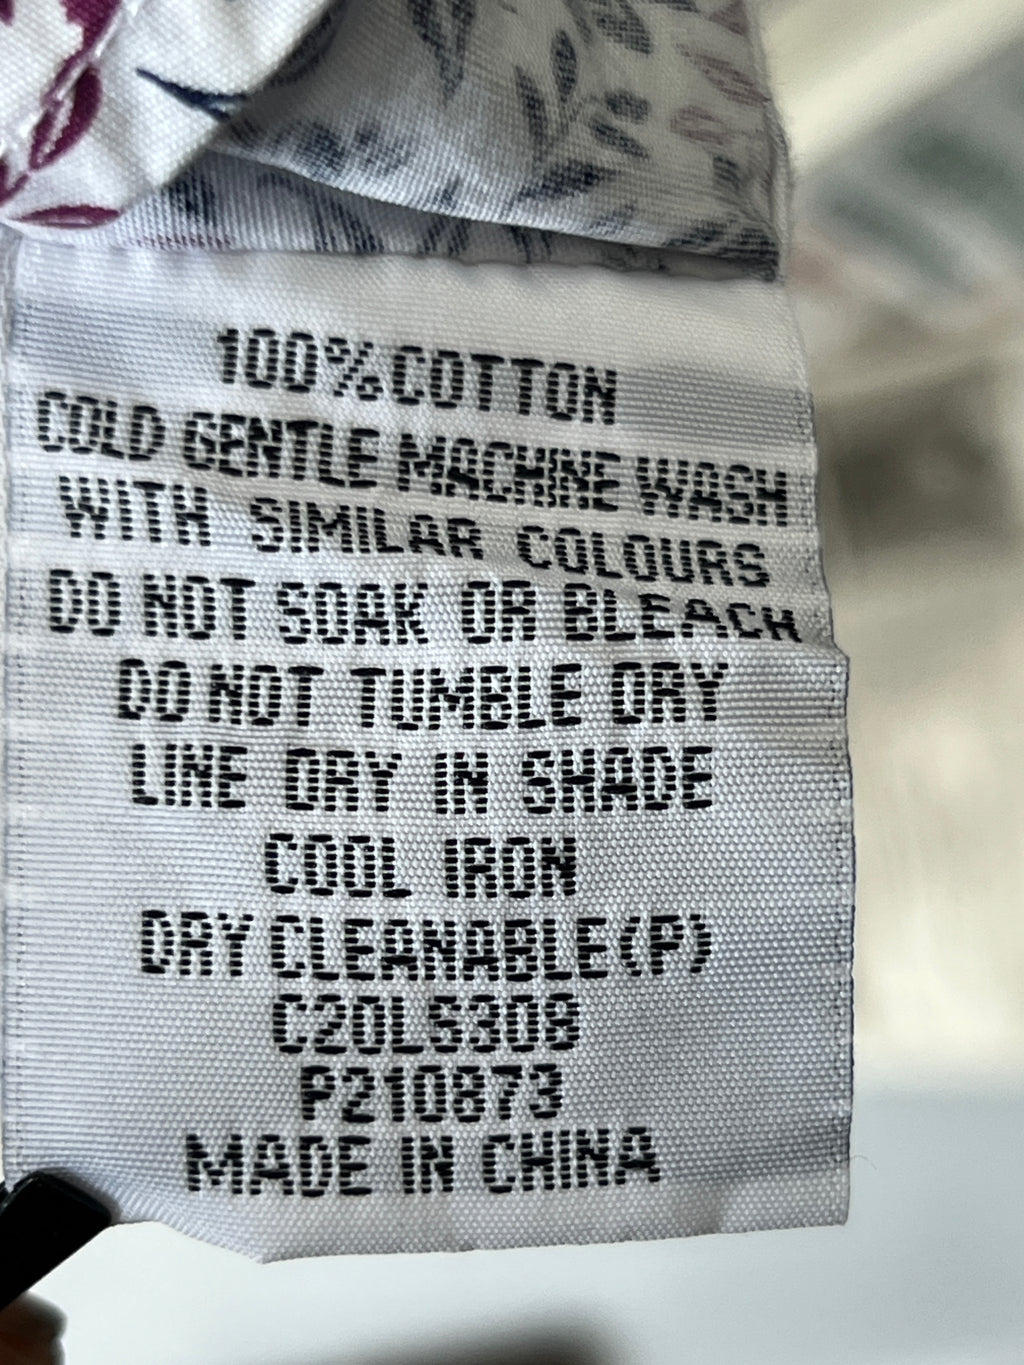 100%COTTON
COLD GENTLE MACHINE WASH
WITH SIMILAR COLOURS
DO NOT SOAK OR BLEACH
DO NOT TUMBLE DRY
LINE DRY IN SHADE
COOL IRON
DRY CLEANABLE(P)
C20LS308
P210873
MADE IN CHINA